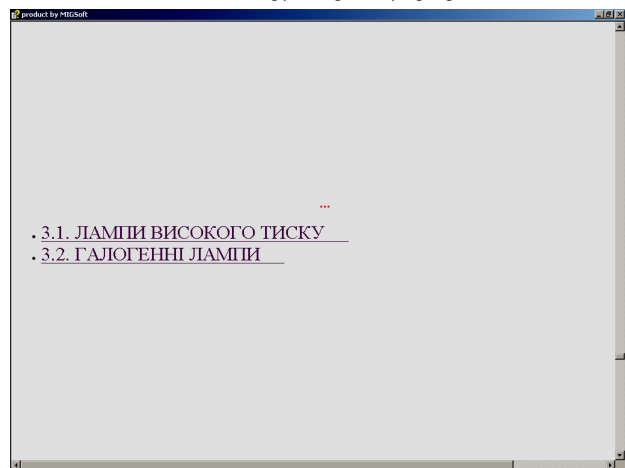 product by MIGSoft
...
3.1. ЛАМПИ ВИСОКОГО ТИСКУ
3.2. ГАЛОГЕННІ ЛАМПИ